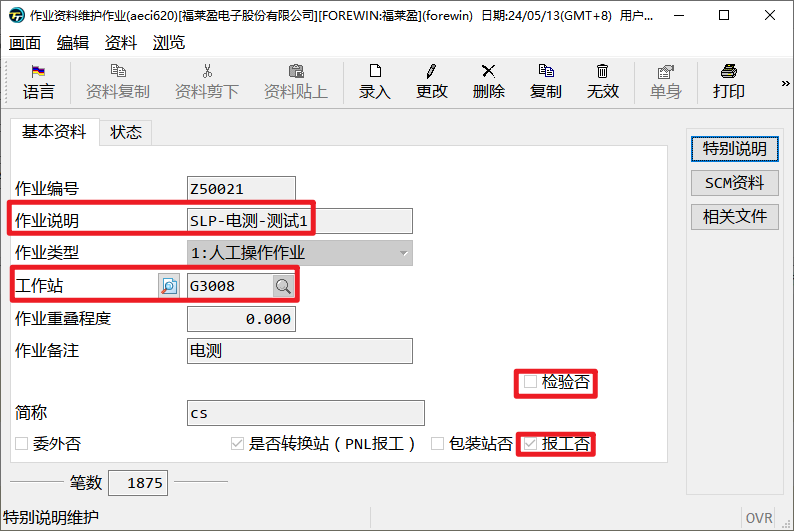 作业资料维护作业(aeci620)[福莱盈电子股份有限公司][FOREWIN:福莱盈](forewin) 日期:24/05/13(GMT+8) 用户...
画面 编辑 资料 浏览
语言 资料复制 资料剪下 资料贴上 录入 更改 删除 复制 无效 单身 打印 »
基本资料 状态
特别说明
SCM资料
相关文件
作业编号 Z50021
作业说明 SLP-电测-测试1
作业类型 1:人工操作作业
工作站 G3008
作业重叠程度 0.000
作业备注 电测
检验否
简称 cs
委外否 是否转换站(PNL报工) 包装站否 报工否
笔数 1875
特别说明维护 OVR